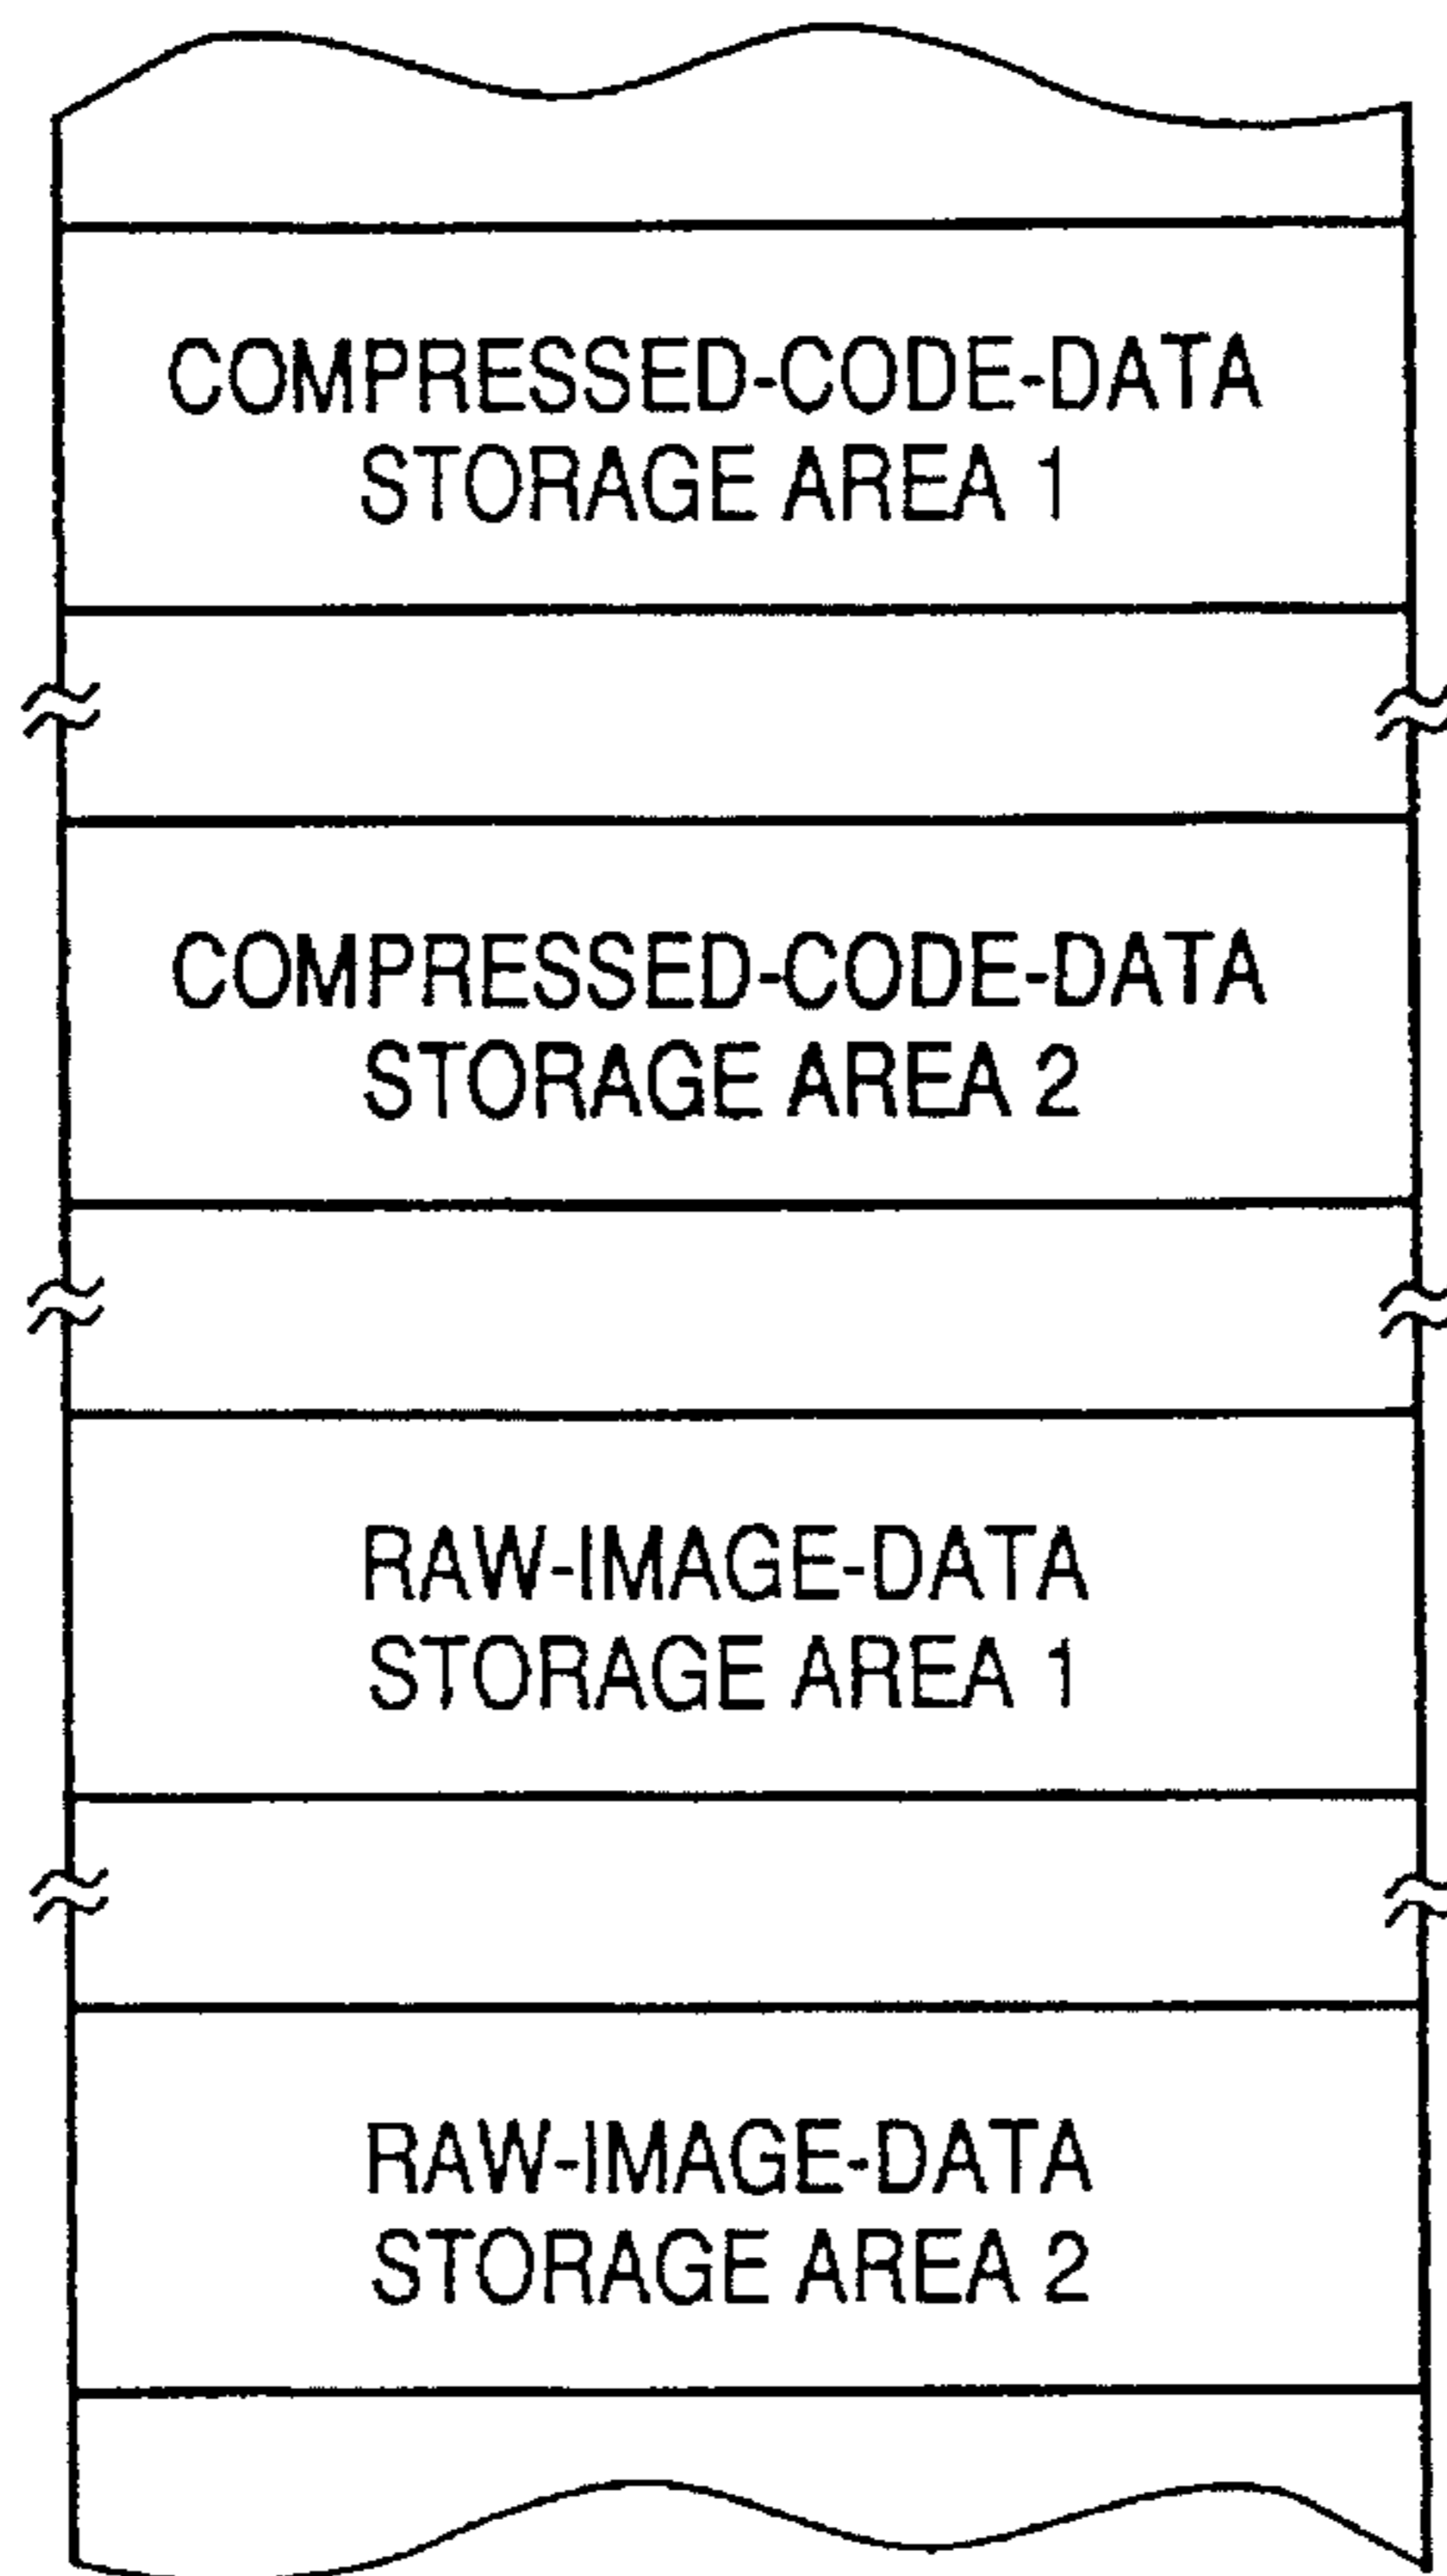 COMPRESSED-CODE-DATA
STORAGE AREA 1
COMPRESSED-CODE-DATA
STORAGE AREA 2
RAW-IMAGE-DATA
STORAGE AREA 1
RAW-IMAGE-DATA
STORAGE AREA 2